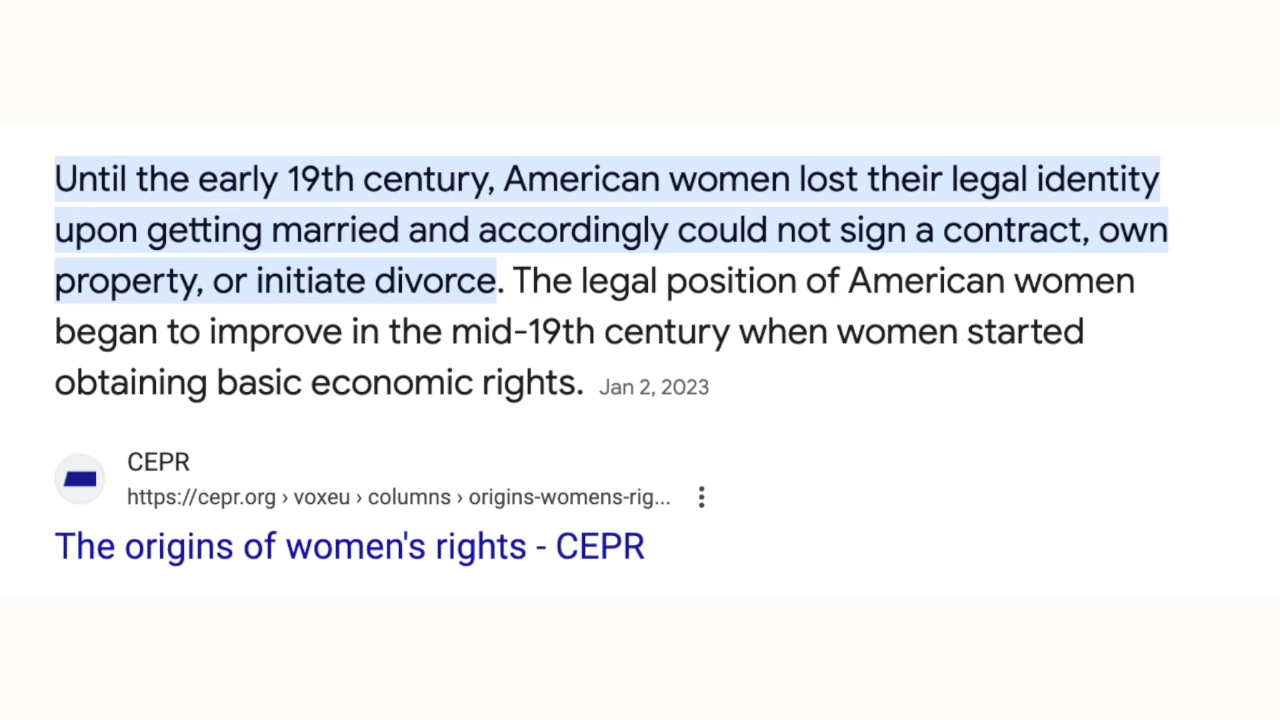 Until the early 19th century, American women lost their legal identity
upon getting married and accordingly could not sign a contract, own
property, or initiate divorce. The legal position of American women
began to improve in the mid-19th century when women started
obtaining basic economic rights. Jan 2, 2023
CEPR
https://cepr.org › voxeu › columns › origins-womens-rig...
The origins of women's rights - CEPR